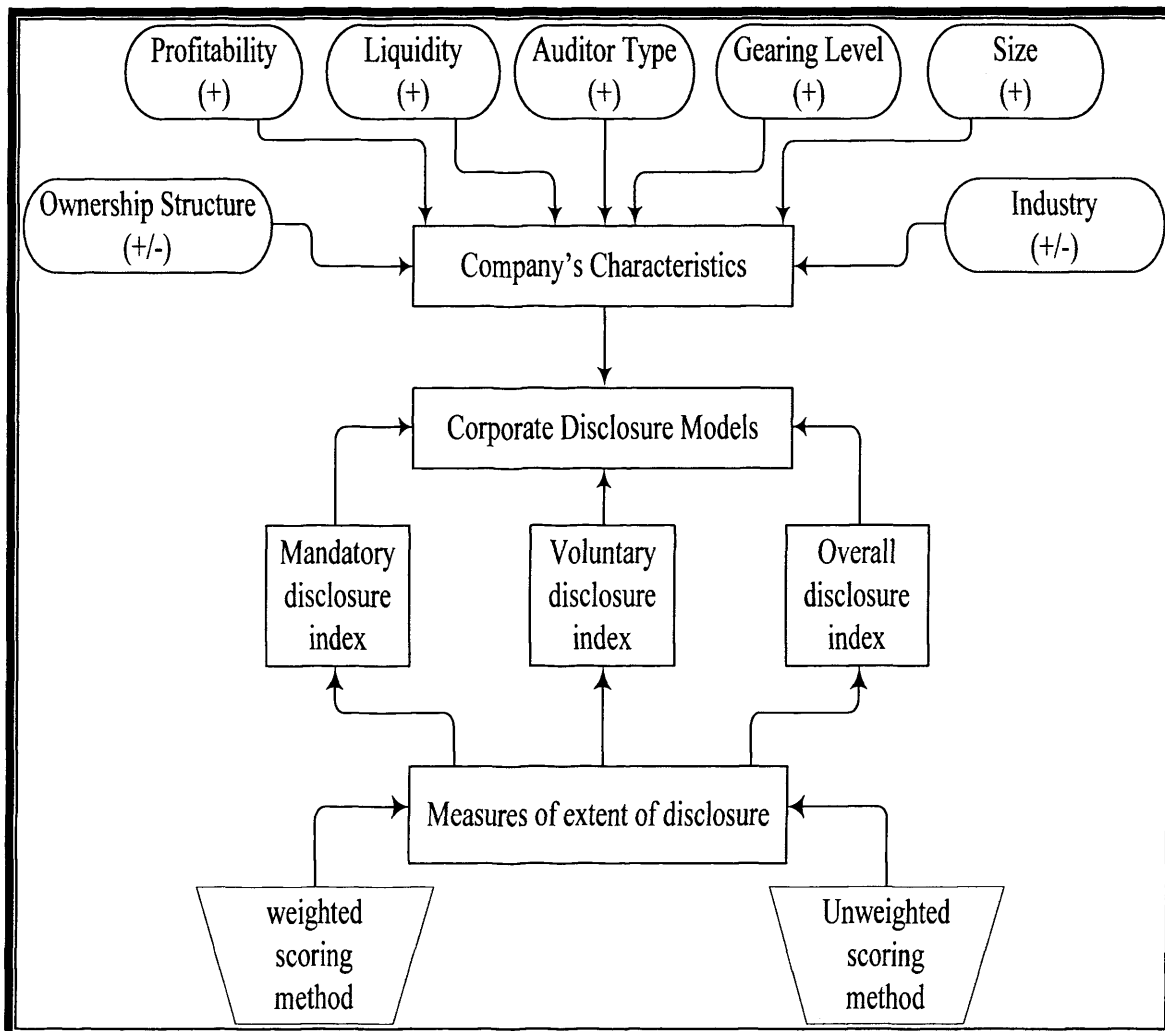 Profitability
(+)
Liquidity
(+)
Auditor Type
(+)
Gearing Level
(+)
Size
(+)
Ownership Structure
(+/-)
Industry
(+/-)
Company's Characteristics
Corporate Disclosure Models
Mandatory
disclosure
index
Voluntary
disclosure
index
Overall
disclosure
index
Measures of extent of disclosure
weighted
scoring
method
Unweighted
scoring
method